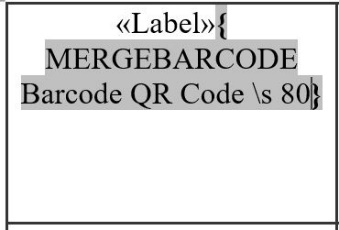 «Label»{
MERGEBARCODE
Barcode QR Code \s 80}